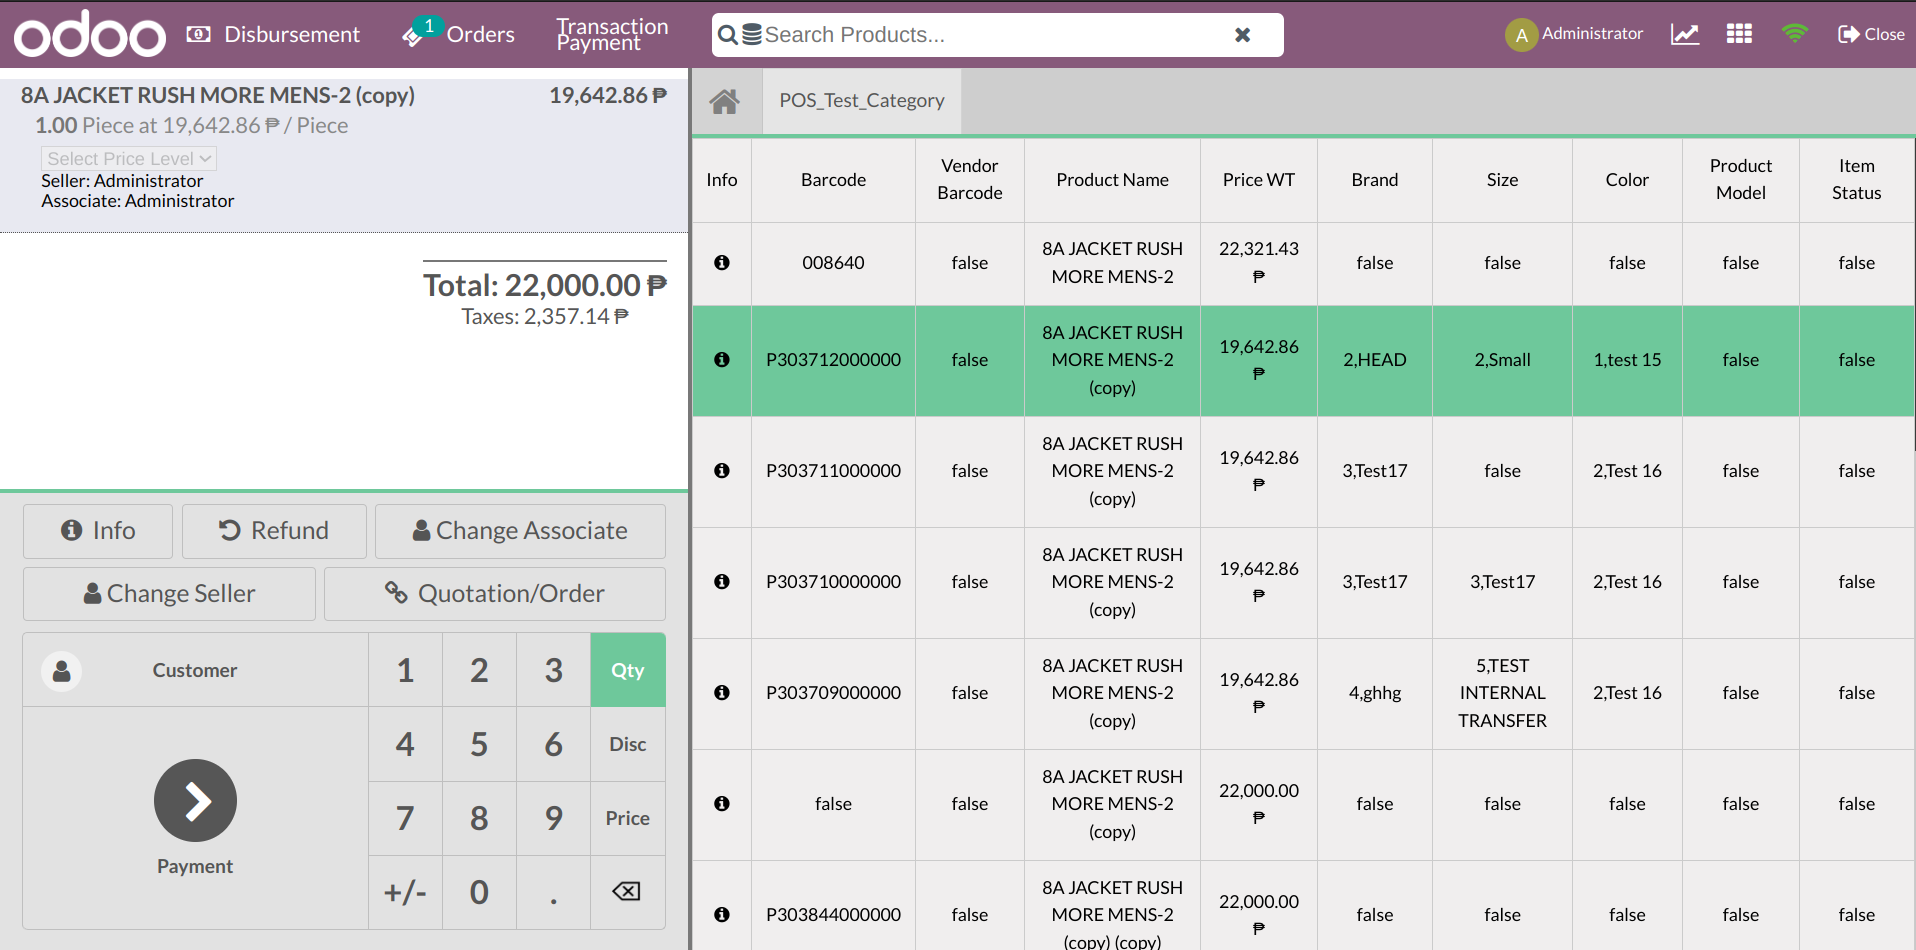 odoo
Disbursement
1
Orders
Transaction
Payment
Search Products...
A
Administrator
Close
8A JACKET RUSH MORE MENS-2 (copy)
19,642.86 ₱
1.00 Piece at 19,642.86 ₱ / Piece
Select Price Level
Seller: Administrator
Associate: Administrator
Total: 22,000.00 ₱
Taxes: 2,357.14 ₱
Info
Refund
Change Associate
Change Seller
Quotation/Order
Customer
1 2 3 Qty
4 5 6 Disc
7 8 9 Price
+/- 0 .
Payment
POS_Test_Category
Info
Barcode
Vendor
Barcode
Product Name
Price WT
Brand
Size
Color
Product
Model
Item
Status
008640
false
8A JACKET RUSH
MORE MENS-2
22,321.43
₱
false
false
false
false
false
P303712000000
false
8A JACKET RUSH
MORE MENS-2
(copy)
19,642.86
₱
2,HEAD
2,Small
1,test 15
false
false
P303711000000
false
8A JACKET RUSH
MORE MENS-2
(copy)
19,642.86
₱
3,Test17
false
2,Test 16
false
false
P303710000000
false
8A JACKET RUSH
MORE MENS-2
(copy)
19,642.86
₱
3,Test17
3,Test17
2,Test 16
false
false
P303709000000
false
8A JACKET RUSH
MORE MENS-2
(copy)
19,642.86
₱
4,ghhg
5,TEST
INTERNAL
TRANSFER
2,Test 16
false
false
false
false
8A JACKET RUSH
MORE MENS-2
(copy)
22,000.00
₱
false
false
false
false
false
P303844000000
false
8A JACKET RUSH
MORE MENS-2
(copy) (copy)
22,000.00
₱
false
false
false
false
false